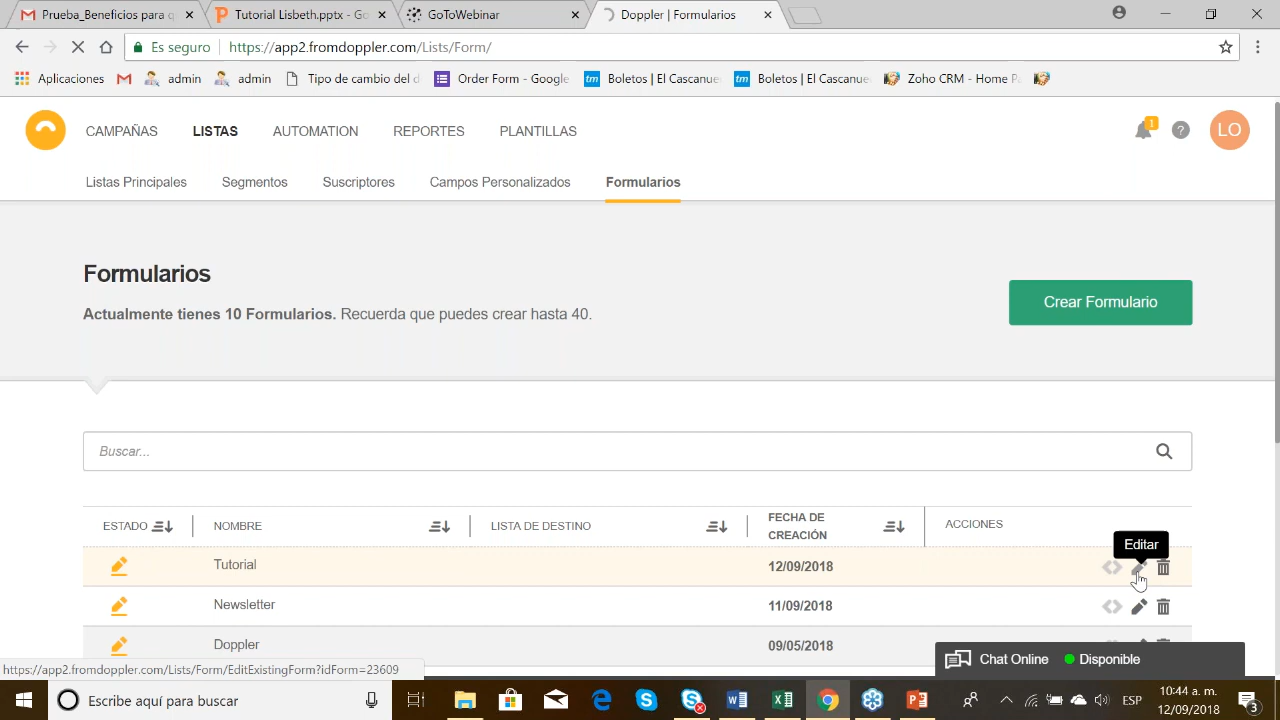 Prueba_Beneficios para q
Tutorial Lisbeth.pptx - Go
GoToWebinar
Doppler | Formularios
Es seguro
https://app2.fromdoppler.com/Lists/Form/
Aplicaciones
admin
admin
Tipo de cambio del d
Order Form - Google
tm
Boletos | El Cascanue
tm
Boletos | El Cascanue
Zoho CRM - Home Pa
CAMPAÑAS
LISTAS
AUTOMATION
REPORTES
PLANTILLAS
1
?
LO
Listas Principales
Segmentos
Suscriptores
Campos Personalizados
Formularios
Formularios
Actualmente tienes 10 Formularios. Recuerda que puedes crear hasta 40.
Crear Formulario
Buscar...
ESTADO
NOMBRE
LISTA DE DESTINO
FECHA DE
CREACIÓN
ACCIONES
Editar
Tutorial
12/09/2018
Newsletter
11/09/2018
Doppler
09/05/2018
Chat Online
Disponible
https://app2.fromdoppler.com/Lists/Form/EditExistingForm?idForm=23609
Escribe aquí para buscar
ESP
10:44 a. m.
12/09/2018
3